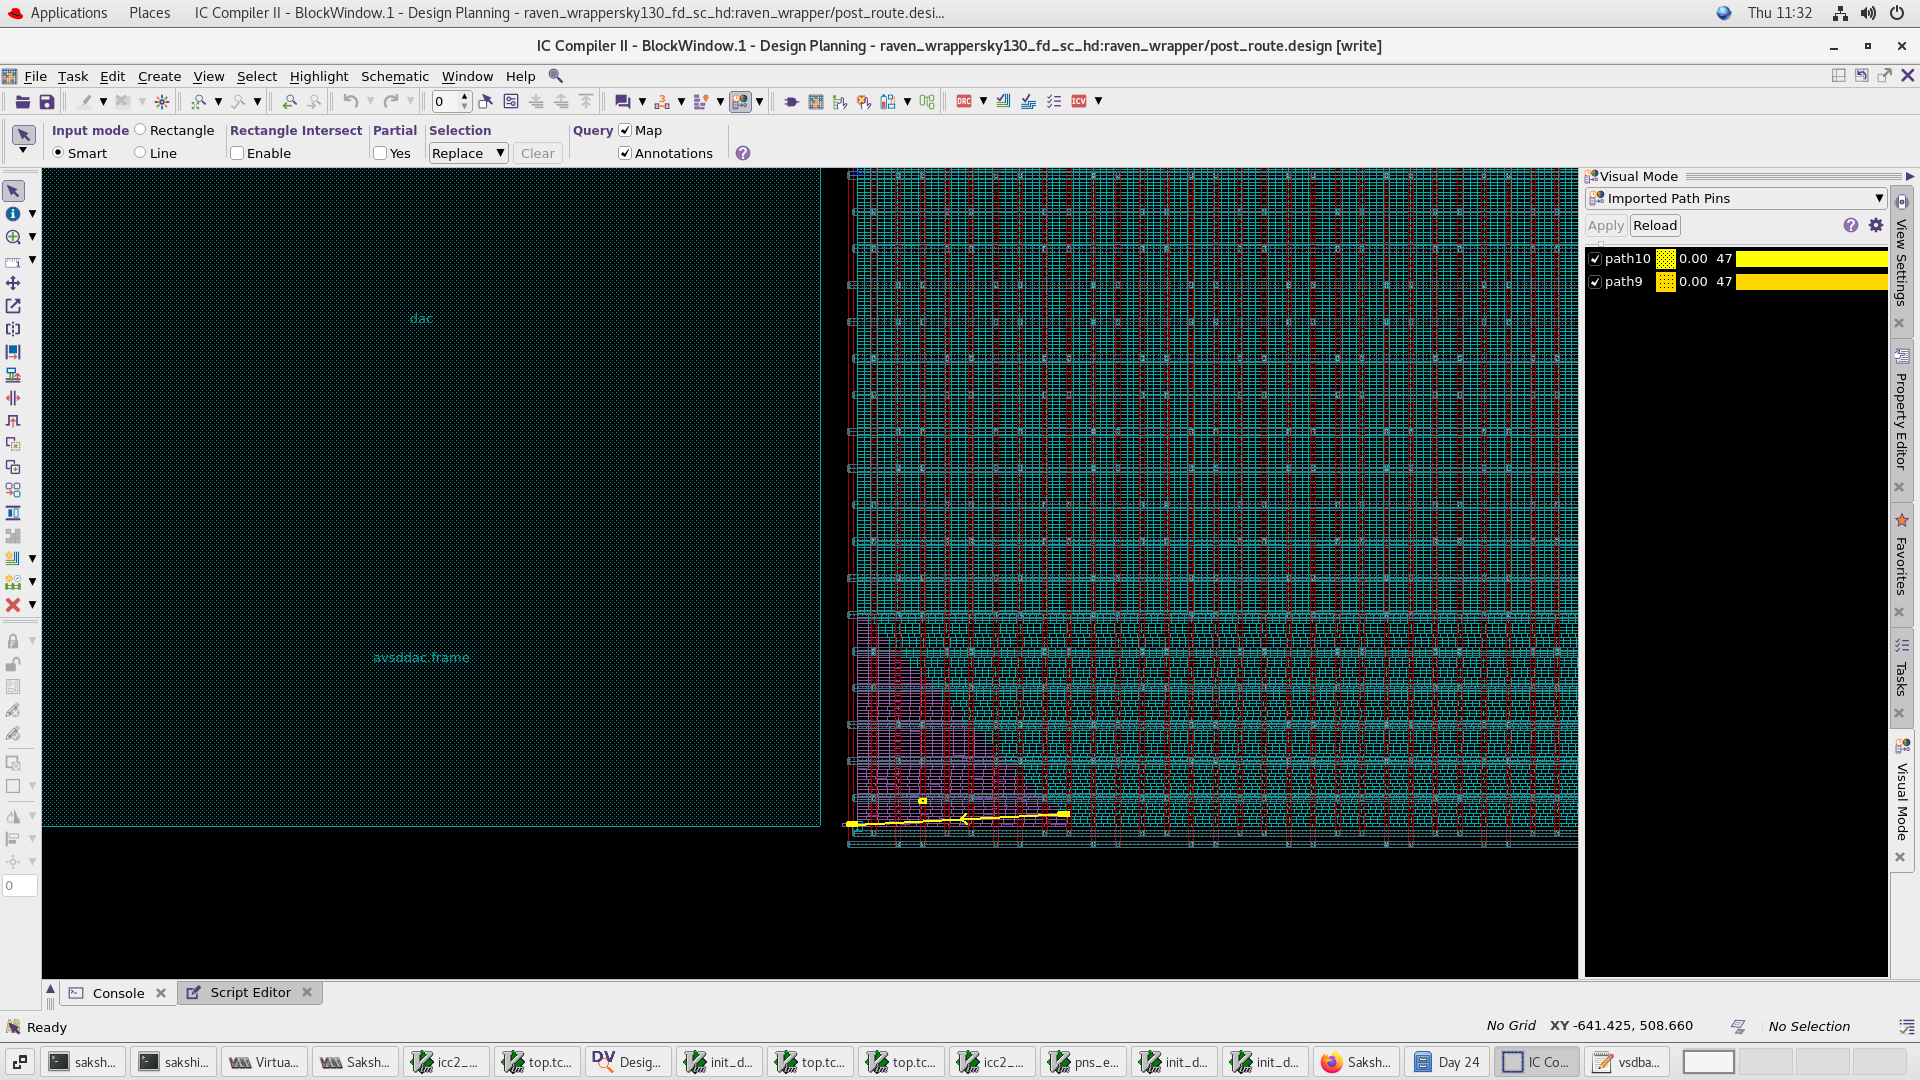 Applications Places IC Compiler II - BlockWindow.1 - Design Planning - raven_wrappersky130_fd_sc_hd:raven_wrapper/post_route.desi... Thu 11:32
IC Compiler II - BlockWindow.1 - Design Planning - raven_wrappersky130_fd_sc_hd:raven_wrapper/post_route.design [write]
File Task Edit Create View Select Highlight Schematic Window Help
0 DRC ICV
Input mode Rectangle Rectangle Intersect Partial Selection Query Map
Smart Line Enable Yes Replace Clear Annotations
Visual Mode
Imported Path Pins
Apply Reload
path10 0.00 47
path9 0.00 47
View Settings
Property Editor
Favorites
Tasks
Visual Mode
dac
avsddac.frame
0
Console Script Editor
Ready No Grid XY -641.425, 508.660 No Selection
saksh... sakshi... Virtua... Saksh... icc2_... top.tc... Desig... init_d... top.tc... top.tc... icc2_... pns_e... init_d... init_d... Saksh... Day 24 IC Co... vsdba...